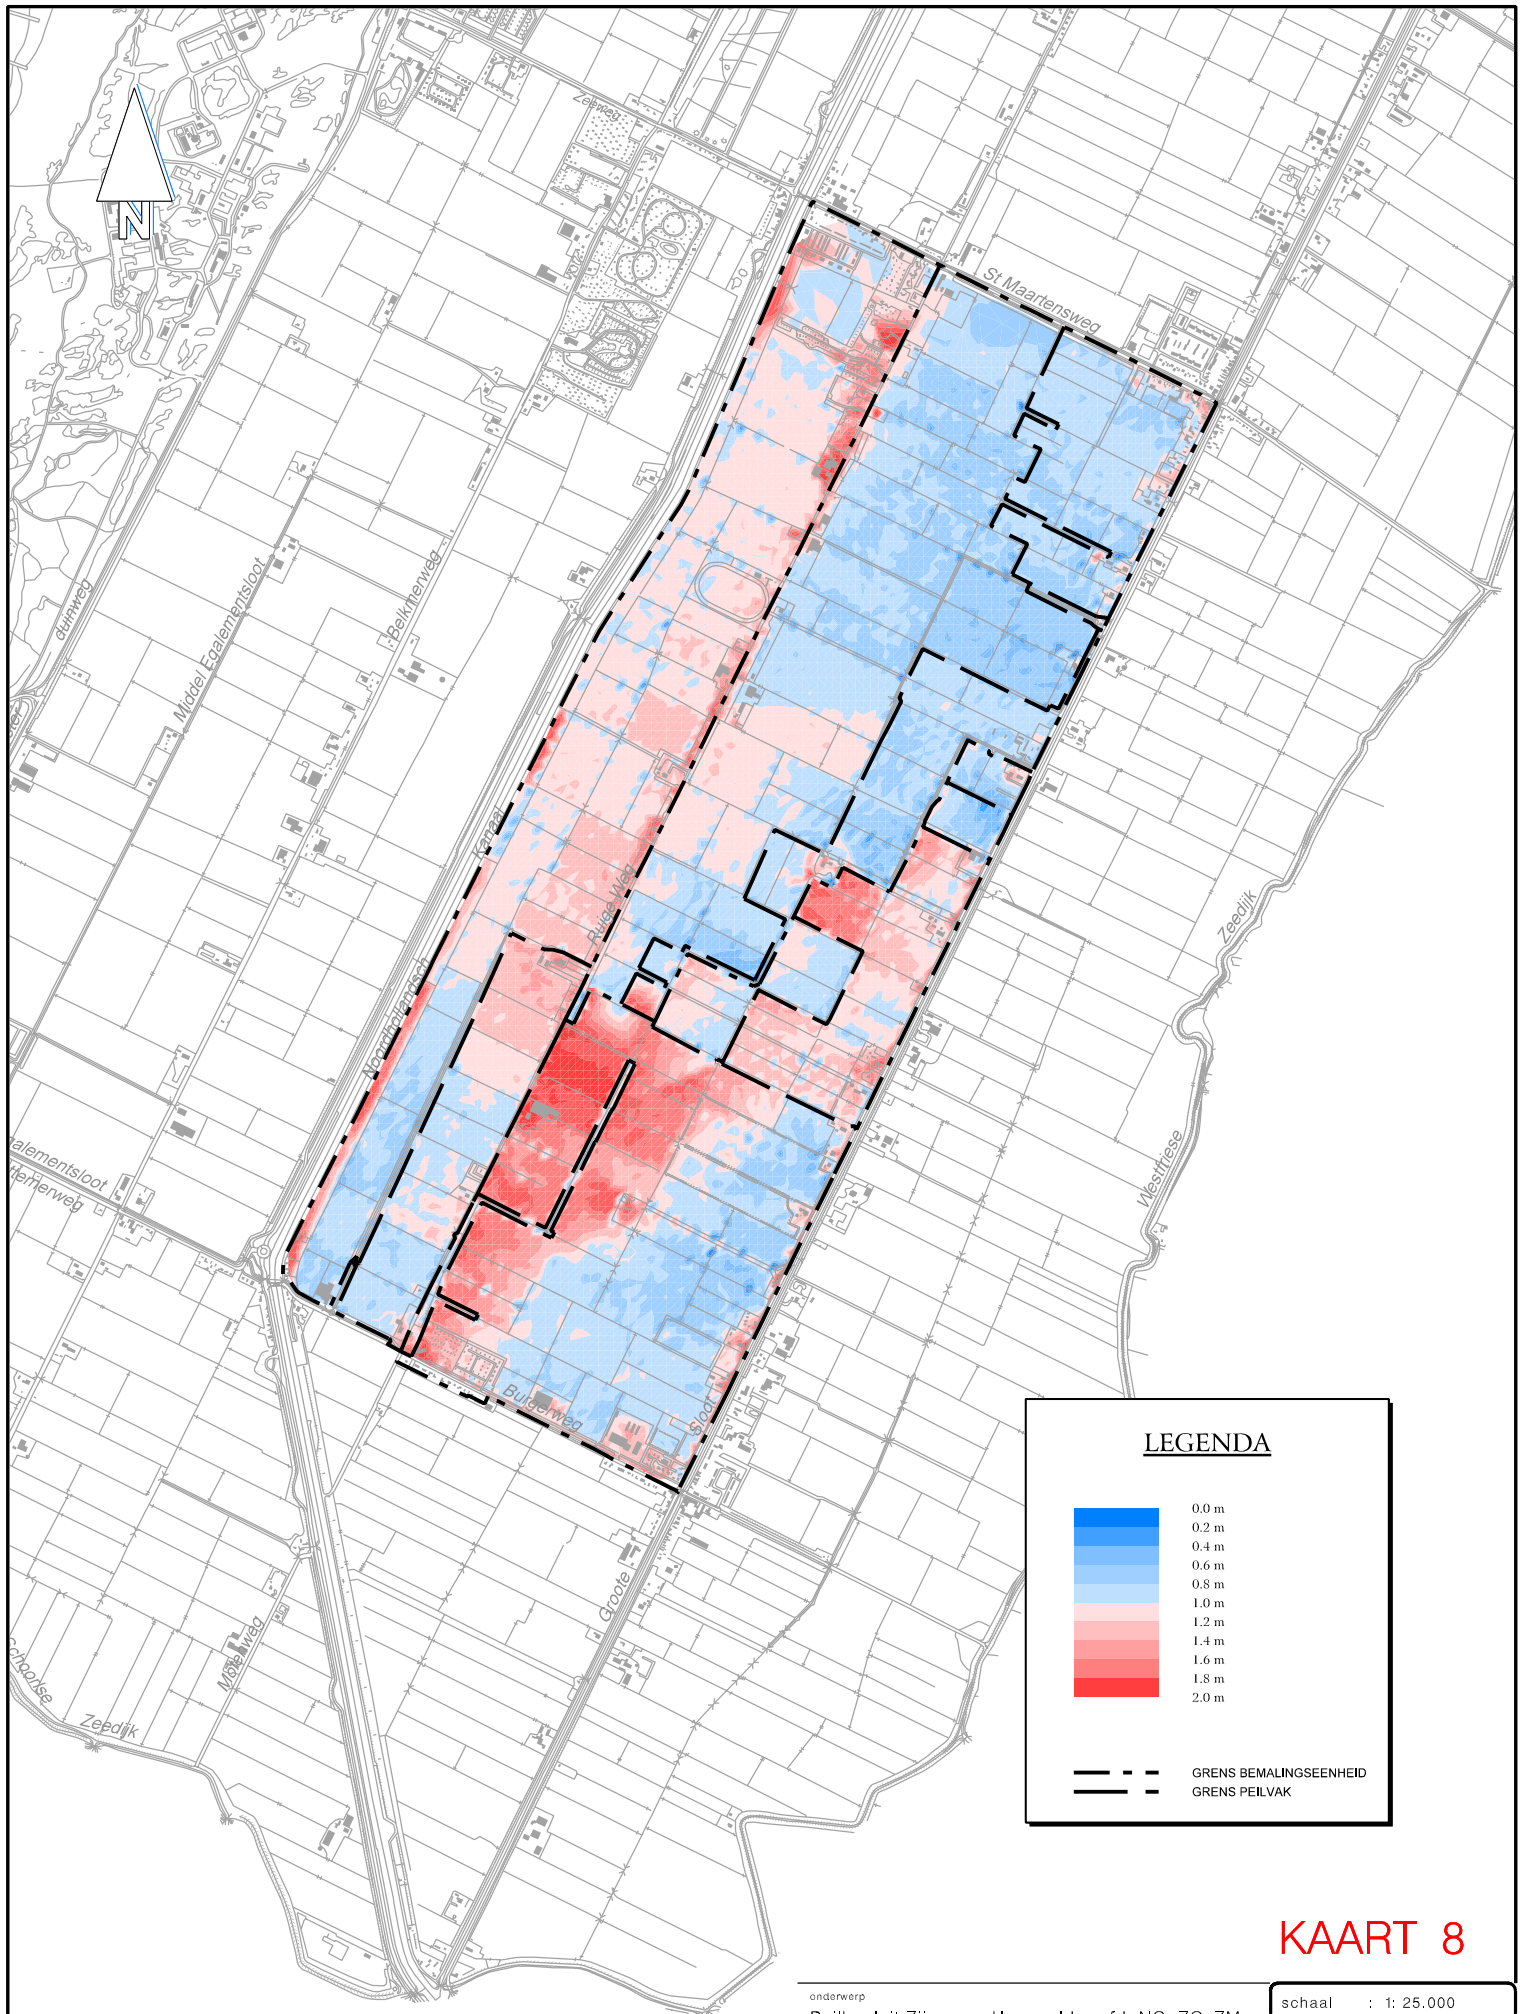 Zeeweg
N
St Maartensweg
duinweg
Middel Egalementsloot
Belkmerweg
Kanaal
Ruige Weg
Noordhollandsch
Zeedijk
Westfriese
Burgerweg
Sloot
Groote
Molenweg
Schoorlse
Zeedijk
LEGENDA
0.0 m
0.2 m
0.4 m
0.6 m
0.8 m
1.0 m
1.2 m
1.4 m
1.6 m
1.8 m
2.0 m
GRENS BEMALINGSEENHEID
GRENS PEILVAK
KAART 8
onderwerp
schaal : 1: 25.000